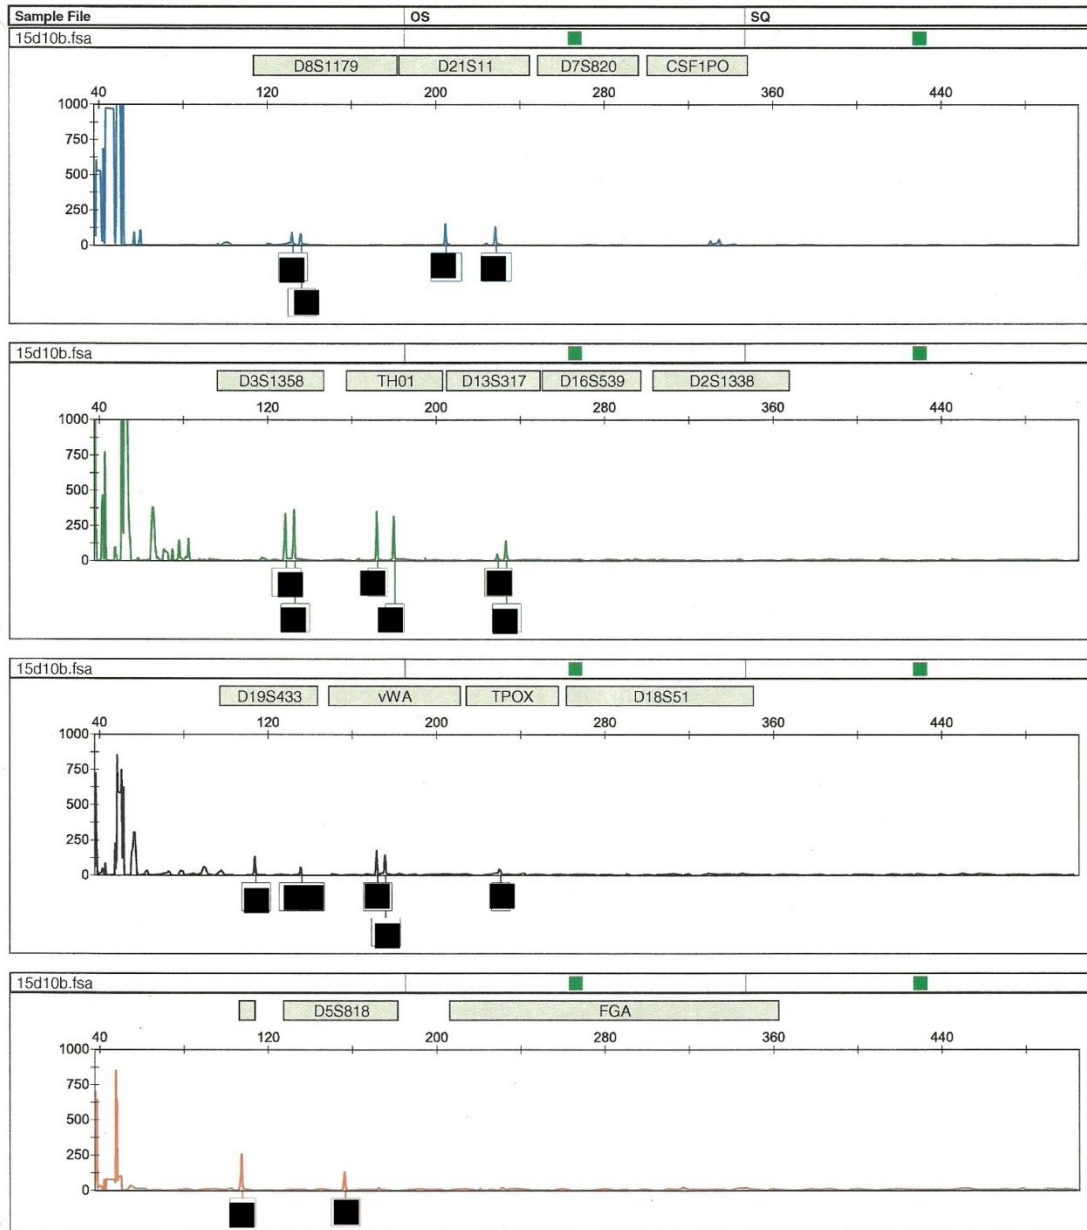 Sample File OS SQ
15d10b.fsa
D8S1179 D21S11 D7S820 CSF1PO
40 120 200 280 360 440
1000
750
500
250
0
15d10b.fsa
D3S1358 TH01 D13S317 D16S539 D2S1338
40 120 200 280 360 440
1000
750
500
250
0
15d10b.fsa
D19S433 vWA TPOX D18S51
40 120 200 280 360 440
1000
750
500
250
0
15d10b.fsa
D5S818 FGA
40 120 200 280 360 440
1000
750
500
250
0